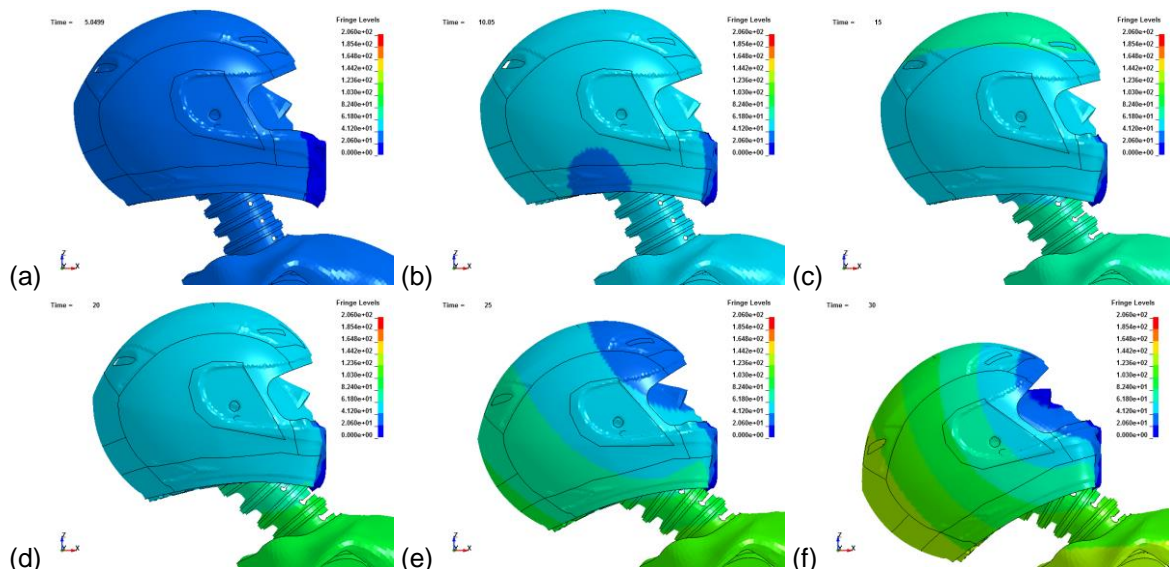 Time = 5.0499
Fringe Levels
2.060e+02
1.854e+02
1.648e+02
1.442e+02
1.236e+02
1.030e+02
8.240e+01
6.180e+01
4.120e+01
2.060e+01
0.000e+00
Z
Y X
(a)
Time = 10.05
Fringe Levels
2.060e+02
1.854e+02
1.648e+02
1.442e+02
1.236e+02
1.030e+02
8.240e+01
6.180e+01
4.120e+01
2.060e+01
0.000e+00
Z
Y X
(b)
Time = 15
Fringe Levels
2.060e+02
1.854e+02
1.648e+02
1.442e+02
1.236e+02
1.030e+02
8.240e+01
6.180e+01
4.120e+01
2.060e+01
0.000e+00
Z
Y X
(c)
Time = 20
Fringe Levels
2.060e+02
1.854e+02
1.648e+02
1.442e+02
1.236e+02
1.030e+02
8.240e+01
6.180e+01
4.120e+01
2.060e+01
0.000e+00
Z
Y X
(d)
Time = 25
Fringe Levels
2.060e+02
1.854e+02
1.648e+02
1.442e+02
1.236e+02
1.030e+02
8.240e+01
6.180e+01
4.120e+01
2.060e+01
0.000e+00
Z
Y X
(e)
Time = 30
Fringe Levels
2.060e+02
1.854e+02
1.648e+02
1.442e+02
1.236e+02
1.030e+02
8.240e+01
6.180e+01
4.120e+01
2.060e+01
0.000e+00
Z
Y X
(f)